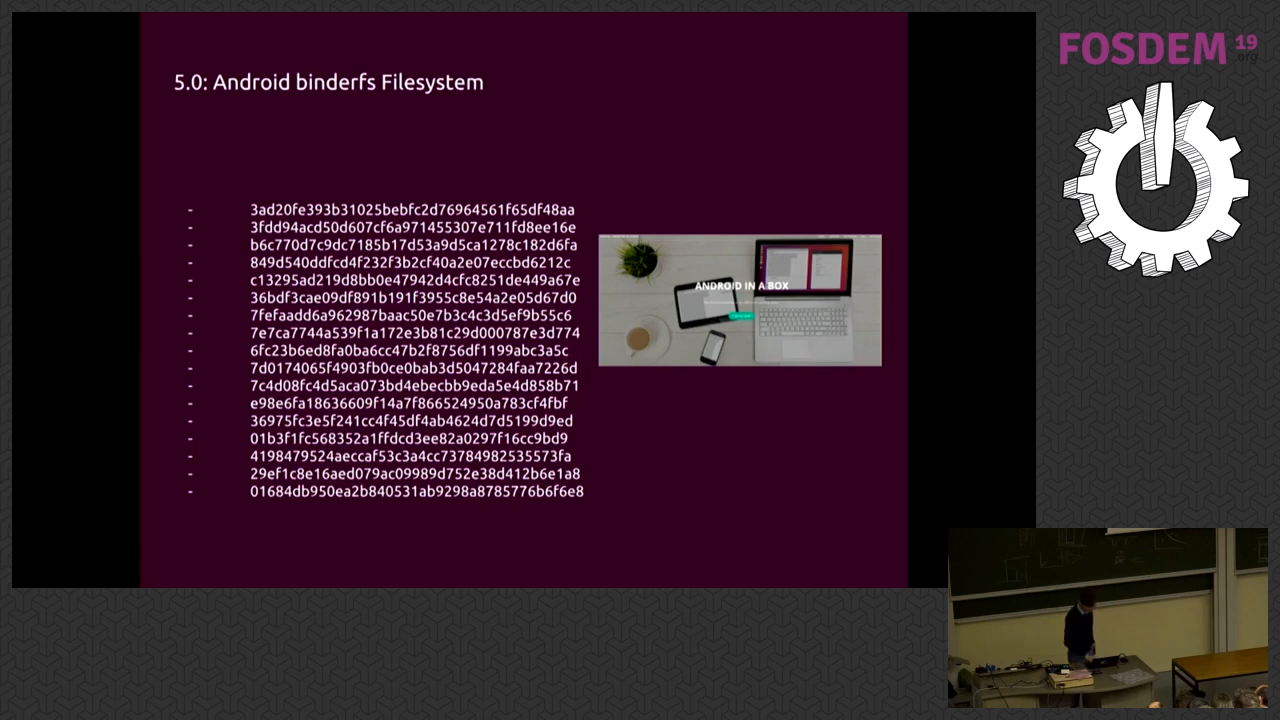 FOSDEM 19
.org
5.0: Android binderfs Filesystem
- 3ad20fe393b31025bebfc2d76964561f65df48aa
- 3fdd94acd50d607cf6a971455307e711fd8ee16e
- b6c770d7c9dc7185b17d53a9d5ca1278c182d6fa
- 849d540ddfcd4f232f3b2cf40a2e07eccbd6212c
- c13295ad219d8bb0e47942d4cfc8251de449a67e
- 36bdf3cae09df891b191f3955c8e54a2e05d67d0
- 7fefaadd6a962987baac50e7b3c4c3d5ef9b55c6
- 7e7ca7744a539f1a172e3b81c29d000787e3d774
- 6fc23b6ed8fa0ba6cc47b2f8756df1199abc3a5c
- 7d0174065f4903fb0ce0bab3d5047284faa7226d
- 7c4d08fc4d5aca073bd4ebecbb9eda5e4d858b71
- e98e6fa18636609f14a7f866524950a783cf4fbf
- 36975fc3e5f241cc4f45df4ab4624d7d5199d9ed
- 01b3f1fc568352a1ffdcd3ee82a0297f16cc9bd9
- 4198479524aeccaf53c3a4cc73784982535573fa
- 29ef1c8e16aed079ac09989d752e38d412b6e1a8
- 01684db950ea2b840531ab9298a8785776b6f6e8
ANDROID IN A BOX